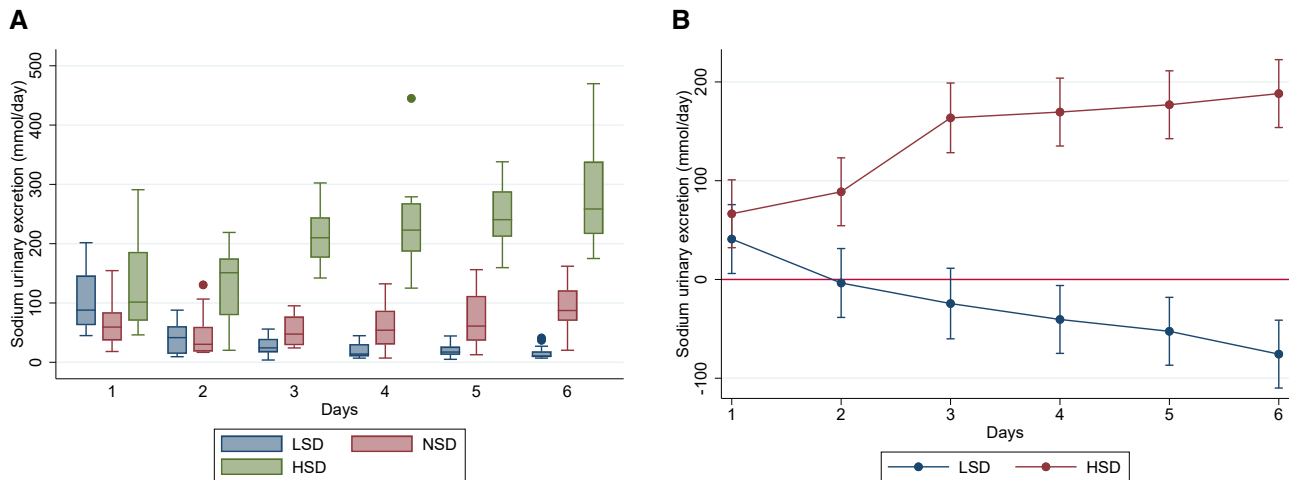 A
Sodium urinary excretion (mmol/day)
500
400
300
200
100
0
1 2 3 4 5 6
Days
LSD NSD
HSD
B
Sodium urinary excretion (mmol/day)
200
100
0
-100
1 2 3 4 5 6
Days
LSD HSD